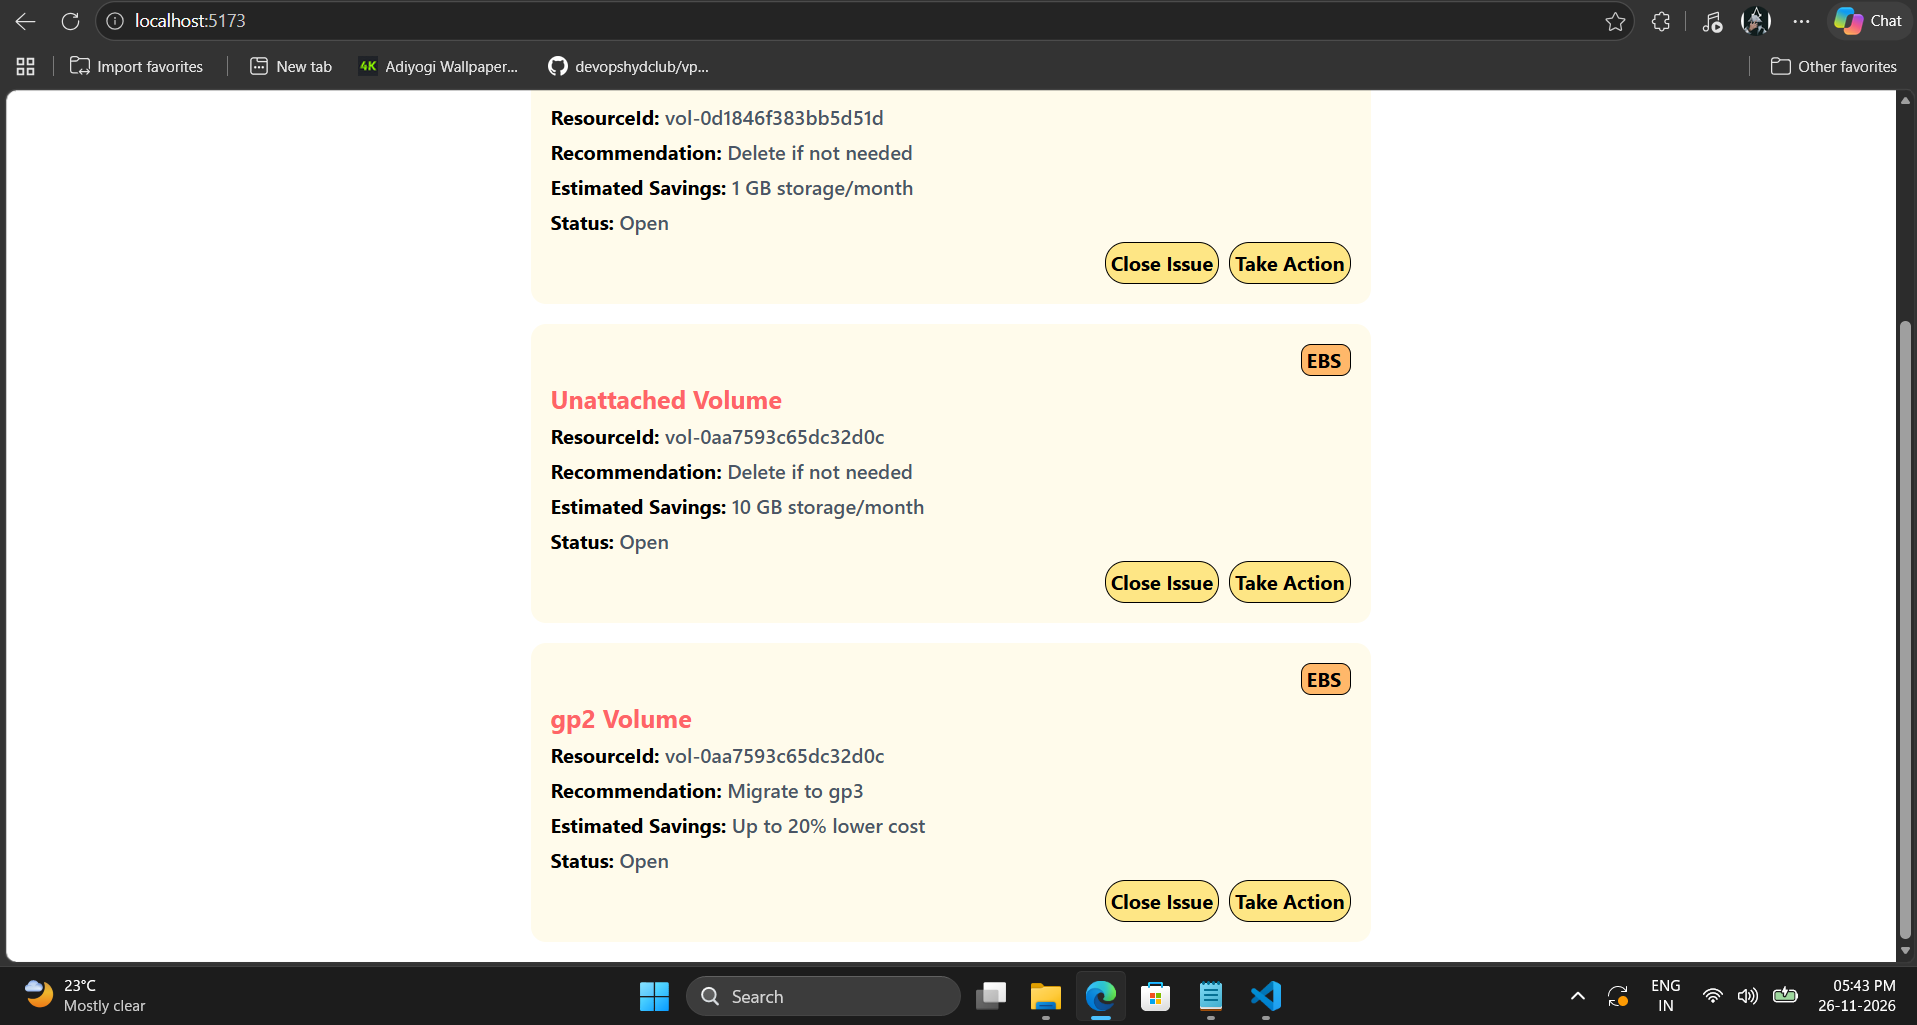 localhost:5173
Chat
Import favorites
New tab
4K Adiyogi Wallpaper...
devopshydclub/vp...
Other favorites
ResourceId: vol-0d1846f383bb5d51d
Recommendation: Delete if not needed
Estimated Savings: 1 GB storage/month
Status: Open
Close Issue Take Action
EBS
Unattached Volume
ResourceId: vol-0aa7593c65dc32d0c
Recommendation: Delete if not needed
Estimated Savings: 10 GB storage/month
Status: Open
Close Issue Take Action
EBS
gp2 Volume
ResourceId: vol-0aa7593c65dc32d0c
Recommendation: Migrate to gp3
Estimated Savings: Up to 20% lower cost
Status: Open
Close Issue Take Action
23°C
Mostly clear
Search
ENG
IN
05:43 PM
26-11-2026